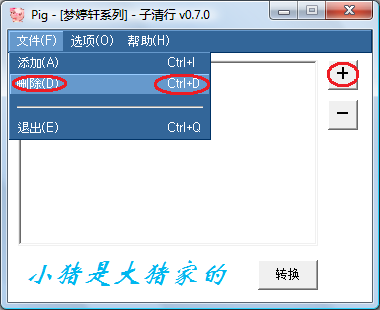 Pig - [梦婷轩系列] - 子清行 v0.7.0
文件(F) 选项(O) 帮助(H)
添加(A) Ctrl+I
删除(D) Ctrl+D
退出(E) Ctrl+Q
+
−
小猪是大猪家的
转换